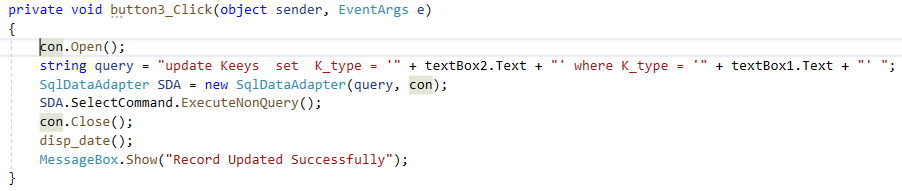 private void button3_Click(object sender, EventArgs e)
{
con.Open();
string query = "update Keeys  set  K_type = '" + textBox2.Text + "' where K_type = '" + textBox1.Text + "' ";
SqlDataAdapter SDA = new SqlDataAdapter(query, con);
SDA.SelectCommand.ExecuteNonQuery();
con.Close();
disp_date();
MessageBox.Show("Record Updated Successfully");
}